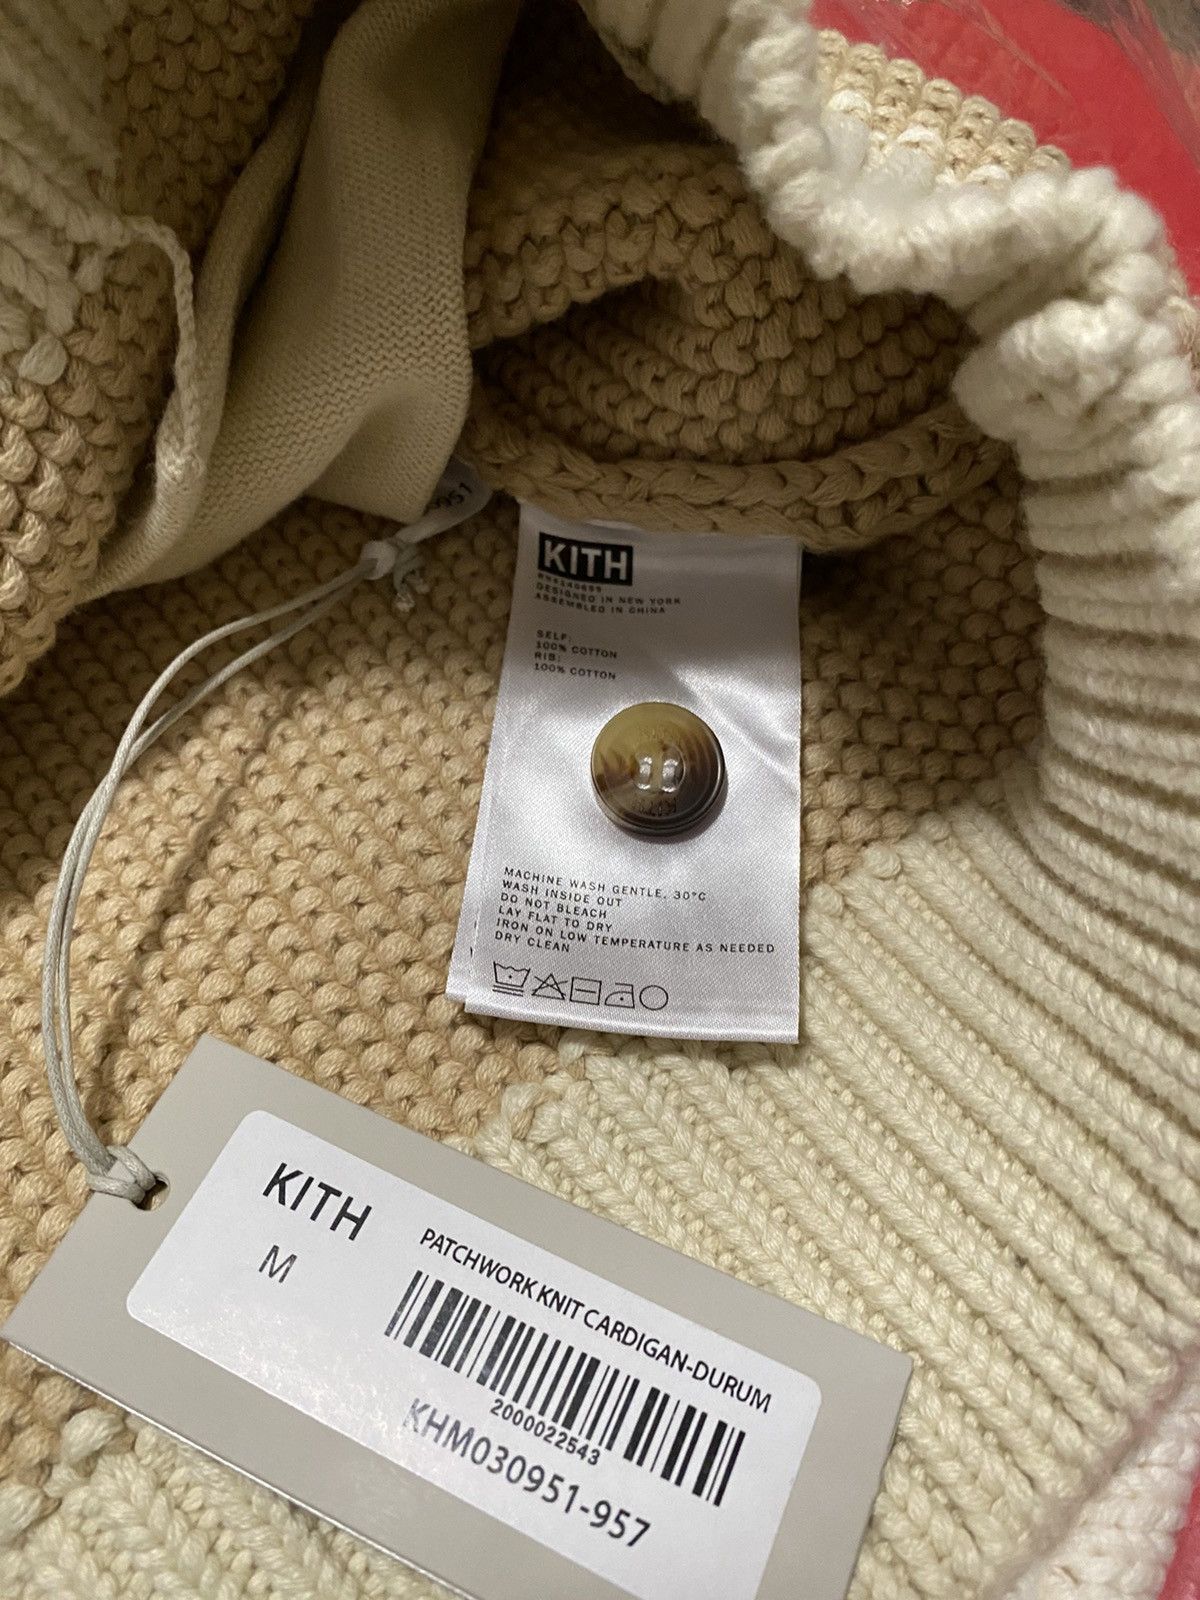 951
KITH
DESIGNED IN NEW YORK
ASSEMBLED IN CHINA
SELF:
100% COTTON
RIB:
100% COTTON
MACHINE WASH GENTLE, 30°C
WASH INSIDE OUT
DO NOT BLEACH
LAY FLAT TO DRY
IRON ON LOW TEMPERATURE AS NEEDED
DRY CLEAN
KITH
M
PATCHWORK KNIT CARDIGAN-DURUM
2000022543
KHM030951-957